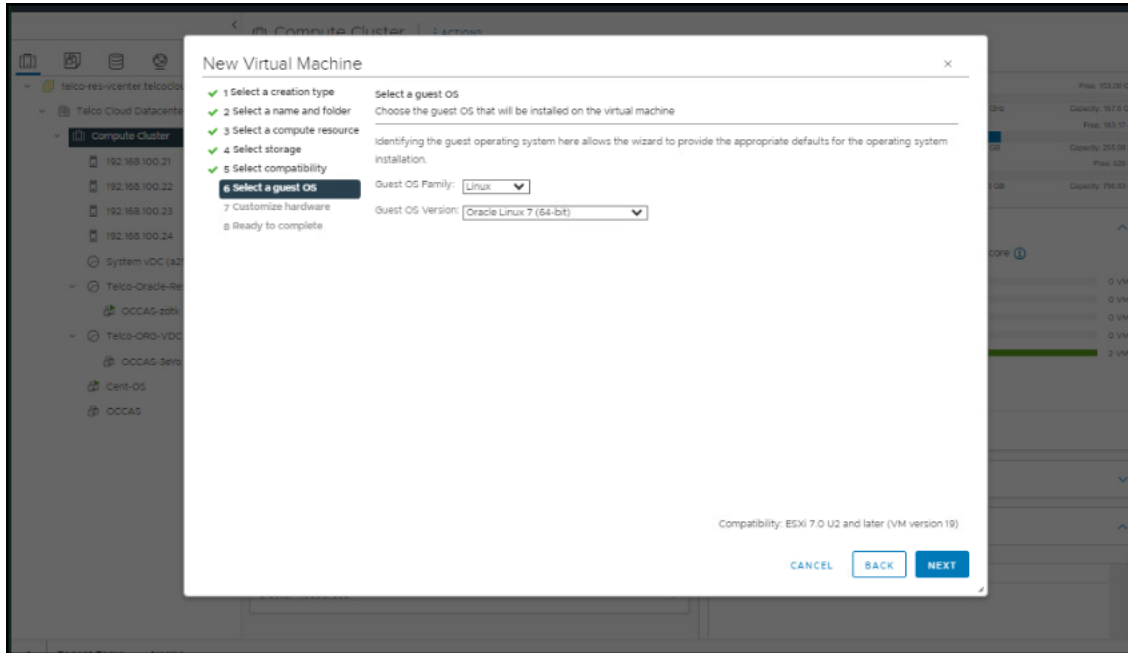 Compute Cluster
ACTIONS
telco-res-vcenter.telcoclou
Telco Cloud Datacente
Compute Cluster
192.168.100.21
192.168.100.22
192.168.100.23
192.168.100.24
System vDC (a2
Telco-Oracle-Re
OCCAS-zdtk
Telco-ORG-VDC
OCCAS-3evo
Cent-OS
OCCAS
New Virtual Machine
1 Select a creation type
2 Select a name and folder
3 Select a compute resource
4 Select storage
5 Select compatibility
6 Select a guest OS
7 Customize hardware
8 Ready to complete
Select a guest OS
Choose the guest OS that will be installed on the virtual machine
Identifying the guest operating system here allows the wizard to provide the appropriate defaults for the operating system
installation.
Guest OS Family: Linux
Guest OS Version: Oracle Linux 7 (64-bit)
Compatibility: ESXi 7.0 U2 and later (VM version 19)
CANCEL
BACK
NEXT
GHz
GB
GB
core
0 VM
0 VM
0 VM
0 VM
2 VM